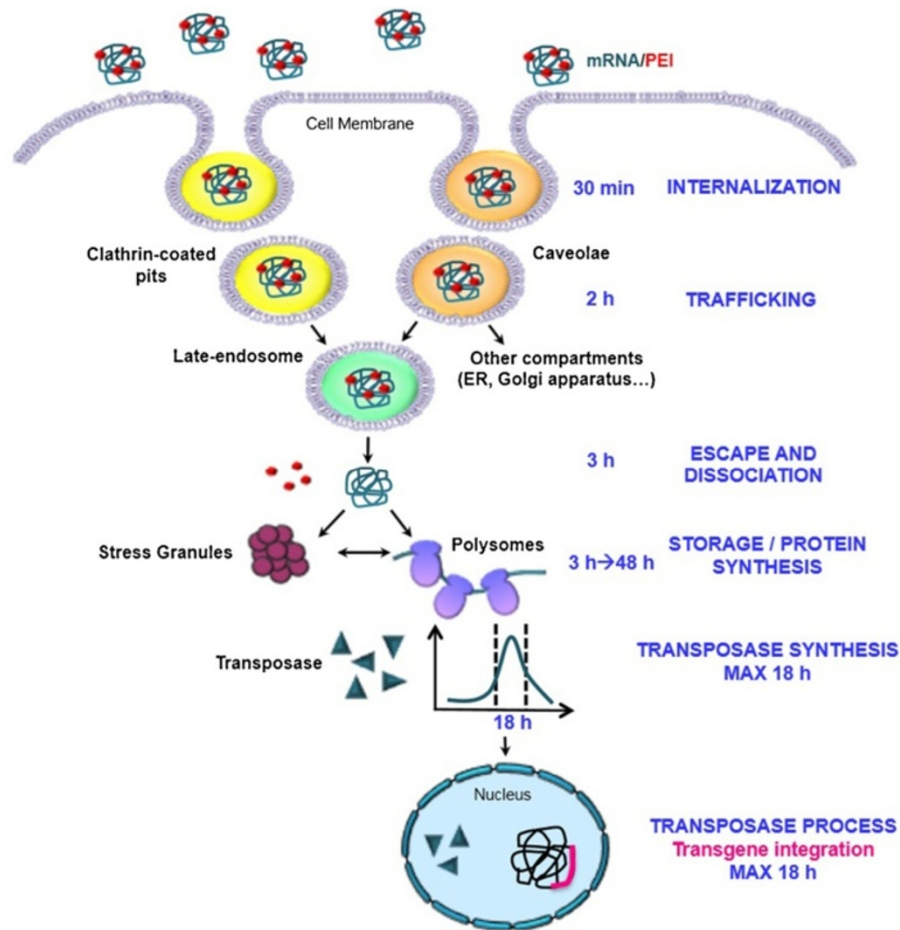 mRNA/PEI
Cell Membrane
30 min
INTERNALIZATION
Clathrin-coated
pits
Caveolae
2 h
TRAFFICKING
Late-endosome
Other compartments
(ER, Golgi apparatus…)
3 h
ESCAPE AND
DISSOCIATION
Stress Granules
Polysomes
3 h→48 h
STORAGE / PROTEIN
SYNTHESIS
Transposase
TRANSPOSASE SYNTHESIS
MAX 18 h
18 h
Nucleus
TRANSPOSASE PROCESS
Transgene integration
MAX 18 h